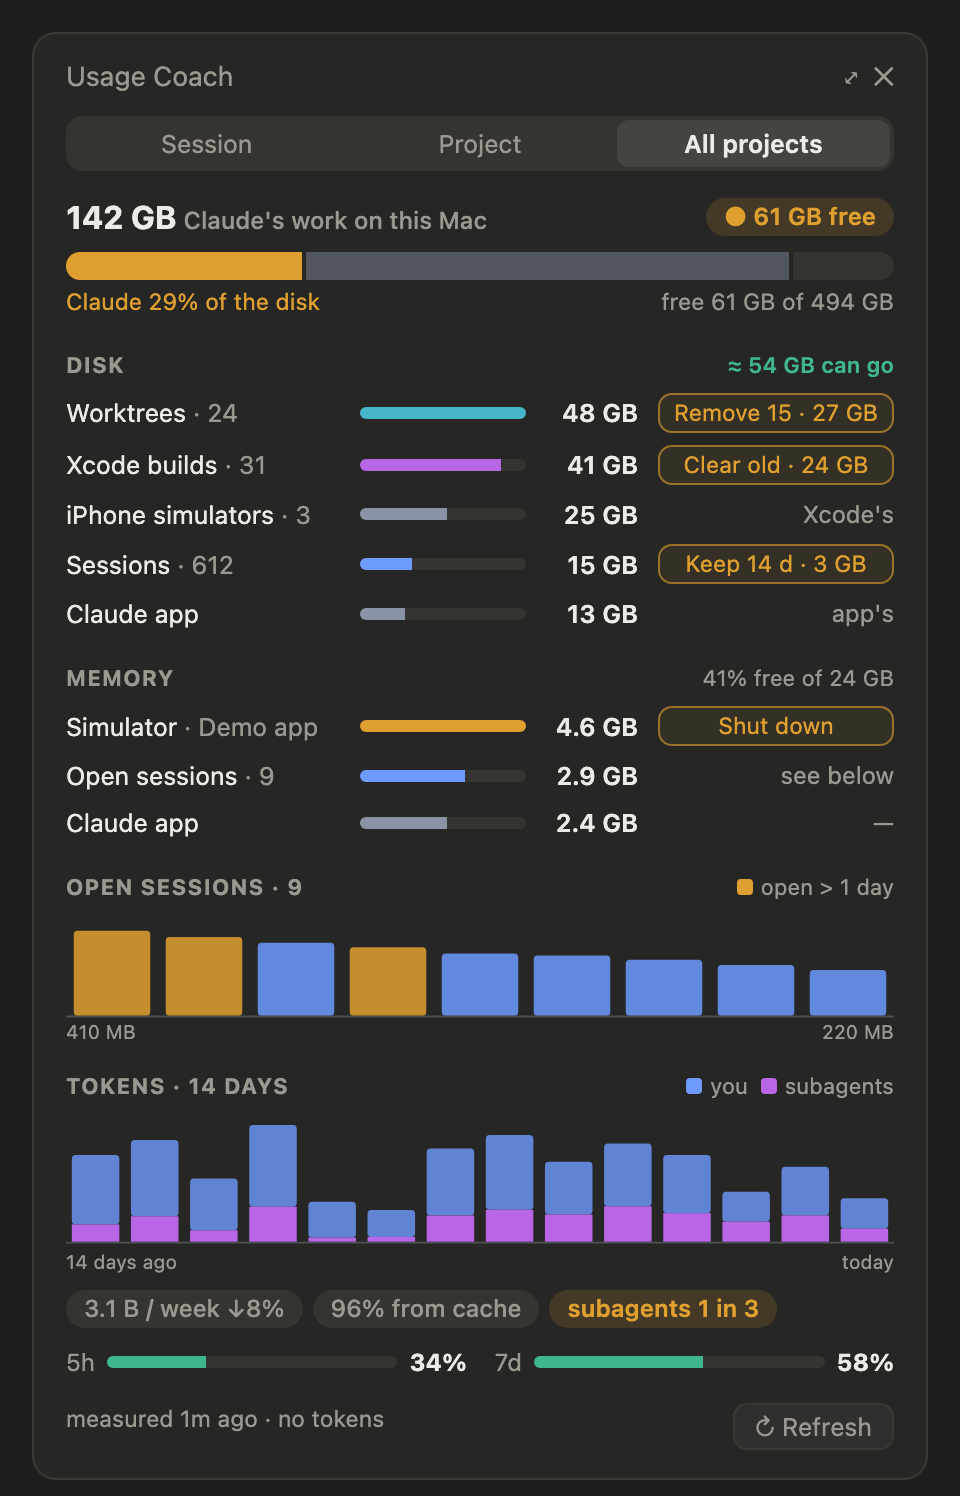 Usage Coach
Session Project All projects
142 GB Claude's work on this Mac 61 GB free
Claude 29% of the disk free 61 GB of 494 GB
DISK ≈ 54 GB can go
Worktrees · 24 48 GB Remove 15 · 27 GB
Xcode builds · 31 41 GB Clear old · 24 GB
iPhone simulators · 3 25 GB Xcode's
Sessions · 612 15 GB Keep 14 d · 3 GB
Claude app 13 GB app's
MEMORY 41% free of 24 GB
Simulator · Demo app 4.6 GB Shut down
Open sessions · 9 2.9 GB see below
Claude app 2.4 GB —
OPEN SESSIONS · 9 open > 1 day
410 MB 220 MB
TOKENS · 14 DAYS you subagents
14 days ago today
3.1 B / week ↓8% 96% from cache subagents 1 in 3
5h 34% 7d 58%
measured 1m ago · no tokens ↻ Refresh